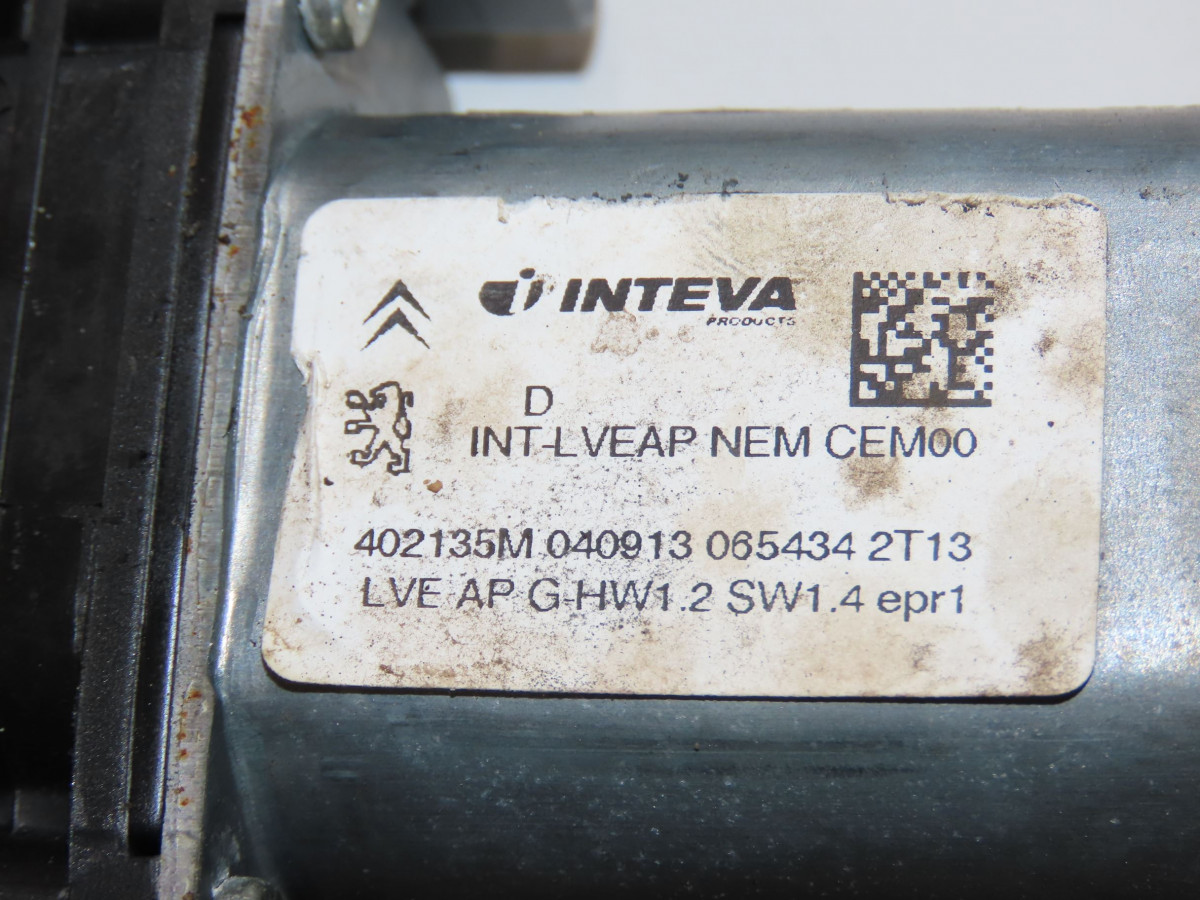 INTEVA
PRODUCTS
D
INT-LVEAP NEM CEM00
402135M 040913 065434 2T13
LVE AP G-HW1.2 SW1.4 epr1